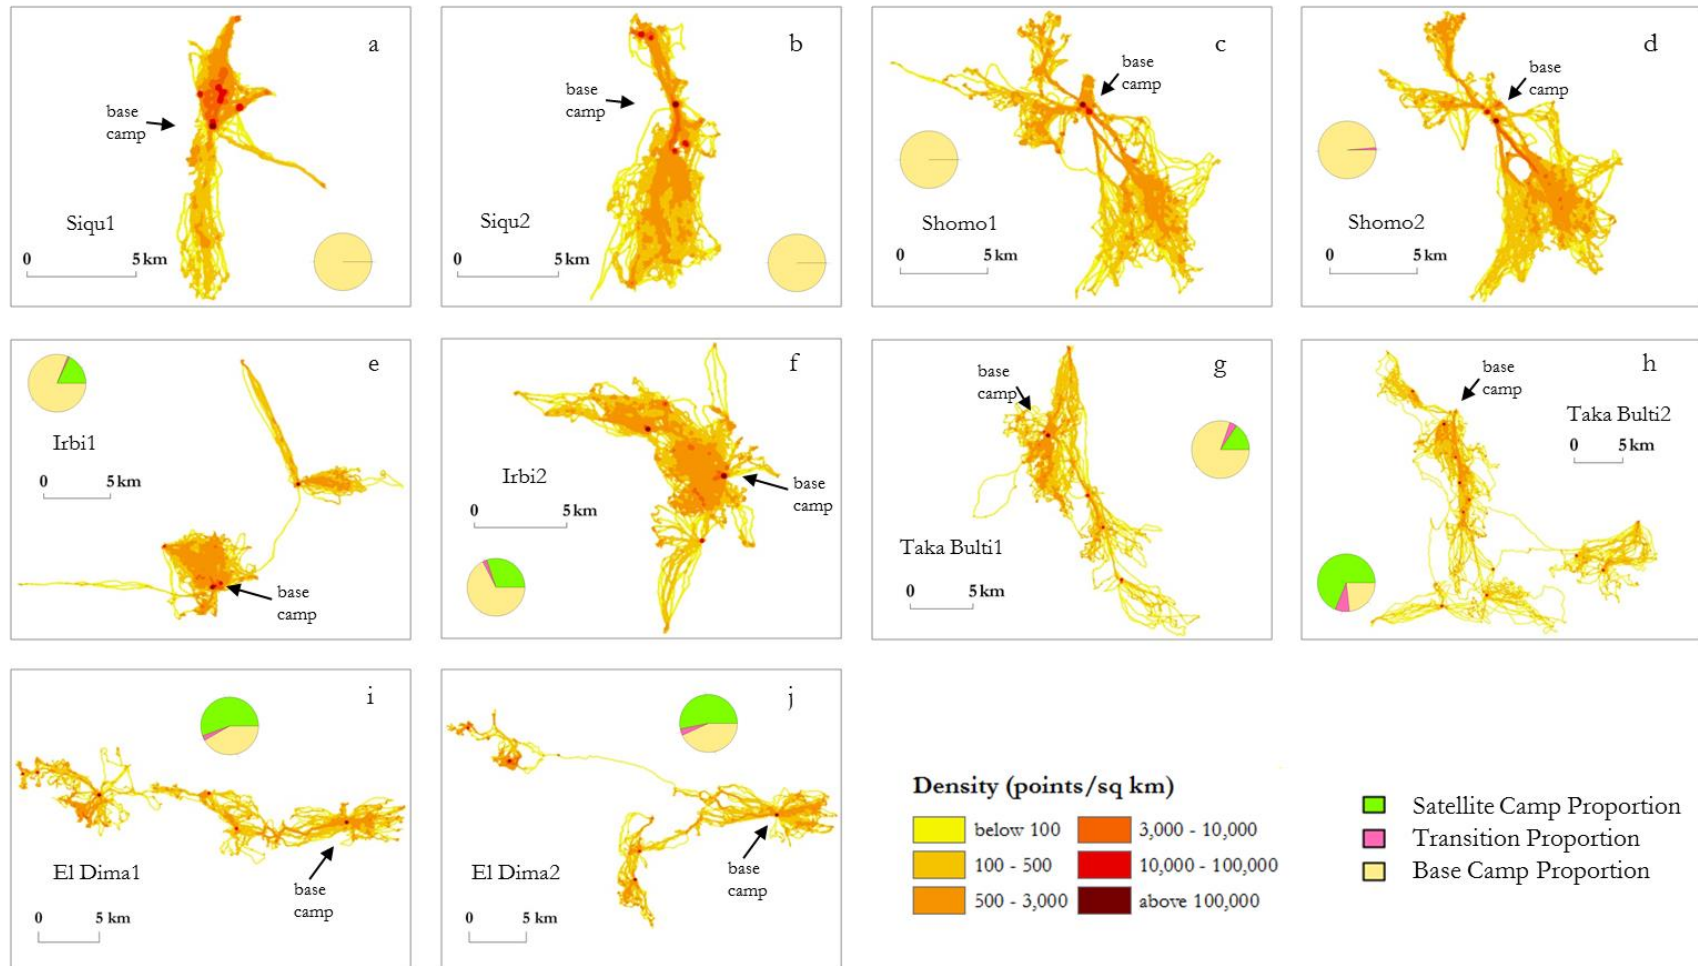 a
base
camp
Siqu1
0 5 km
b
base
camp
Siqu2
0 5 km
c
base
camp
Shomo1
0 5 km
d
base
camp
Shomo2
0 5 km
e
Irbi1
0 5 km
base
camp
f
Irbi2
0 5 km
base
camp
g
base
camp
Taka Bulti1
0 5 km
h
base
camp
Taka Bulti2
0 5 km
i
El Dima1
0 5 km
base
camp
j
El Dima2
0 5 km
base
camp
Density (points/sq km)
below 100
100 - 500
500 - 3,000
3,000 - 10,000
10,000 - 100,000
above 100,000
Satellite Camp Proportion
Transition Proportion
Base Camp Proportion